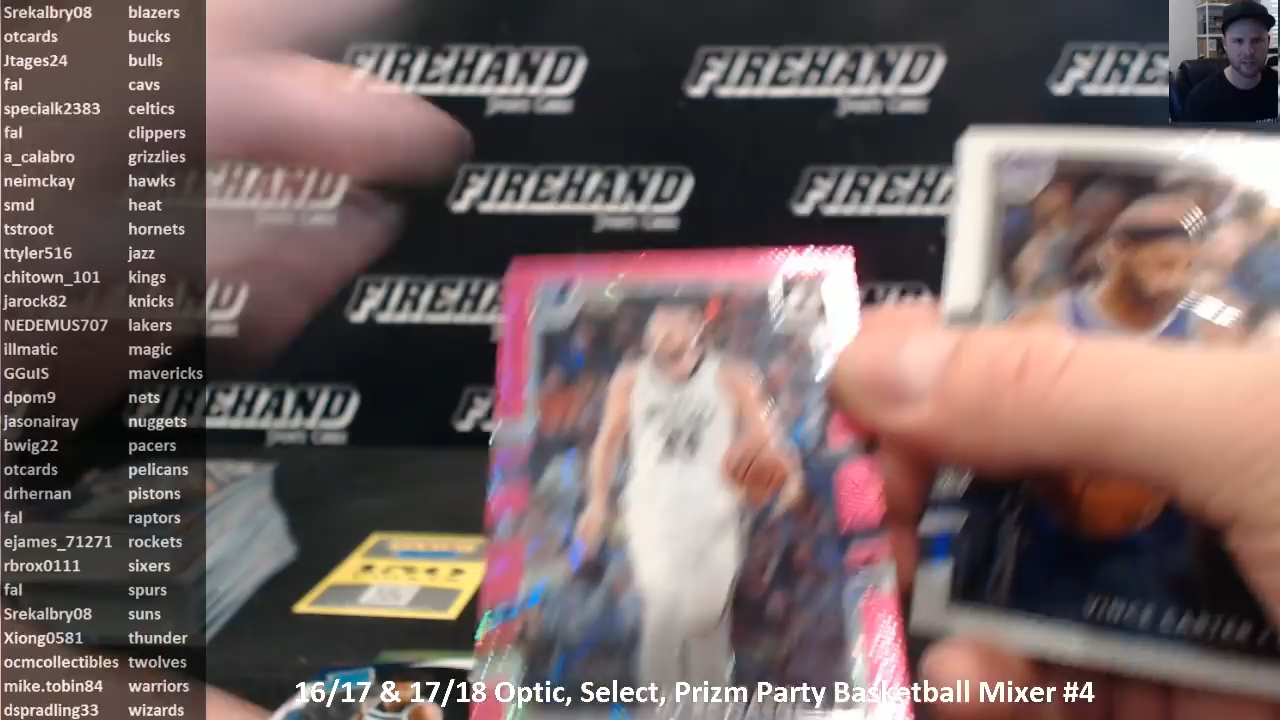 Srekalbry08 blazers
otcards bucks
Jtages24 bulls
fal cavs
specialk2383 celtics
fal clippers
a_calabro grizzlies
neimckay hawks
smd heat
tstroot hornets
ttyler516 jazz
chitown_101 kings
jarock82 knicks
NEDEMUS707 lakers
illmatic magic
GGuIS mavericks
dpom9 nets
jasonairay nuggets
bwig22 pacers
otcards pelicans
drhernan pistons
fal raptors
ejames_71271 rockets
rbrox0111 sixers
fal spurs
Srekalbry08 suns
Xiong0581 thunder
ocmcollectibles twolves
mike.tobin84 warriors
dspradling33 wizards
FIREHAND FIREHAND FIREHAND
FIREHAND FIREHAND FIREHAND
FIREHAND
FIREHAND
VINCE CARTER
16/17 & 17/18 Optic, Select, Prizm Party Basketball Mixer #4